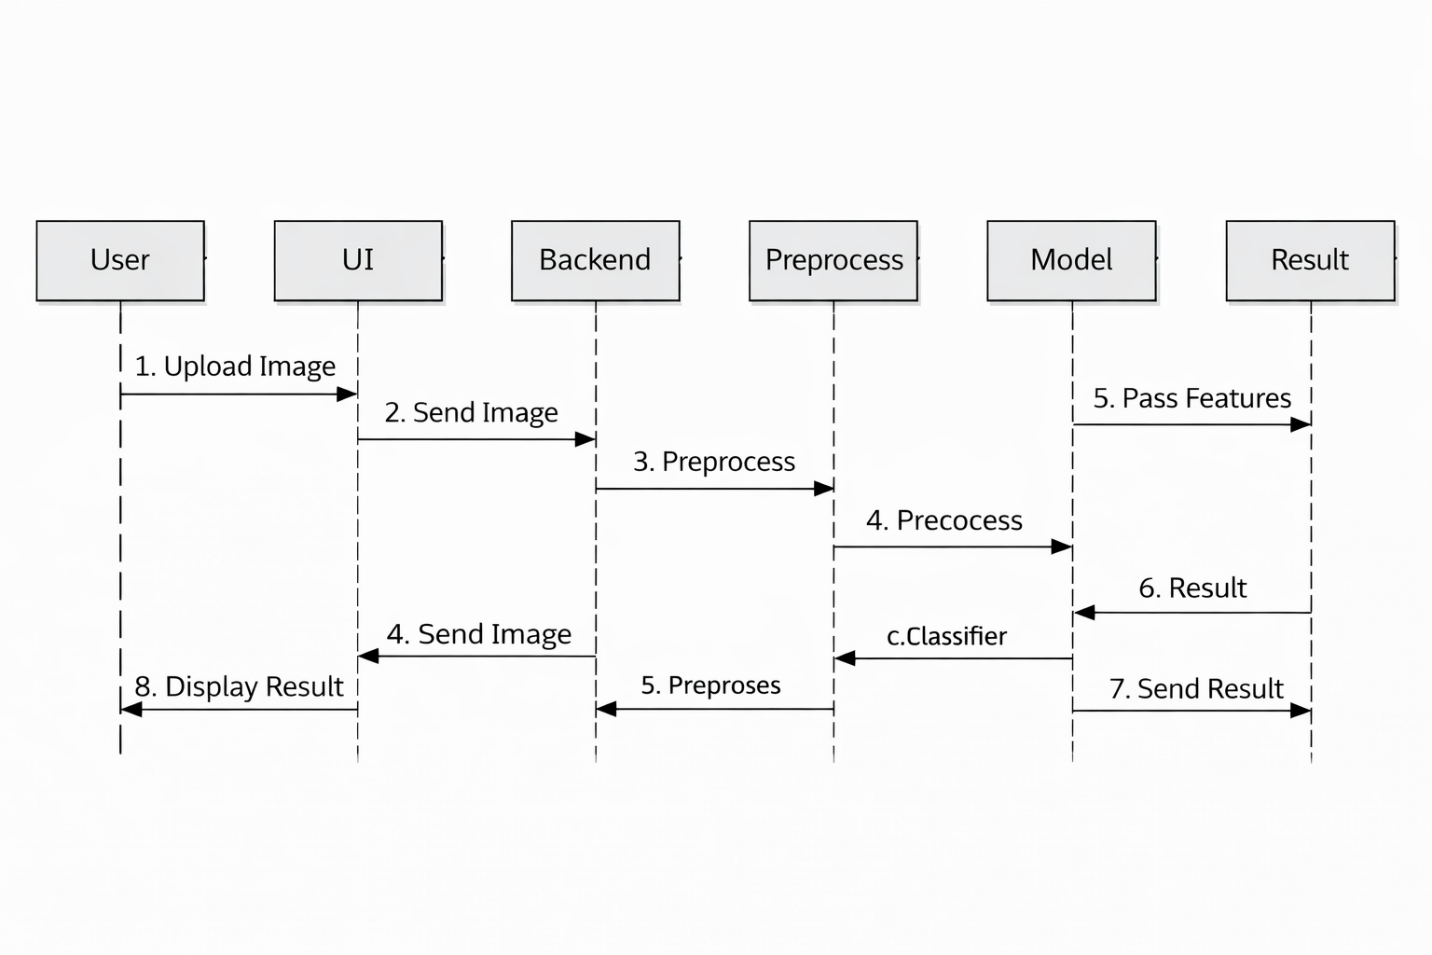 User
UI
Backend
Preprocess
Model
Result
1. Upload Image
5. Pass Features
2. Send Image
3. Preprocess
4. Precocess
6. Result
4. Send Image
c.Classifier
8. Display Result
5. Preproses
7. Send Result